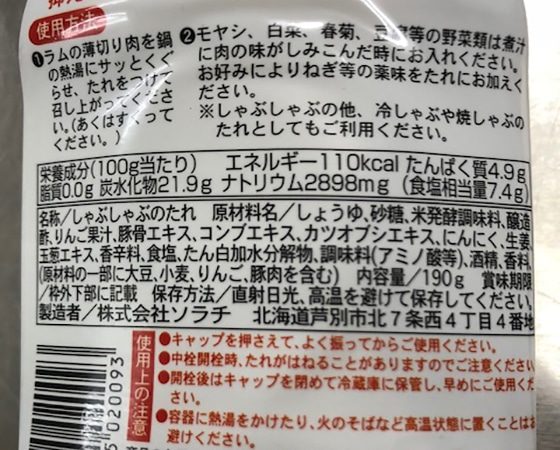 使用方法
❶ラムの薄切り肉を鍋
の熱湯にサッとくぐ
らせ、たれをつけて
召し上がってくださ
い。(あくはすくって
ください。)
❷モヤシ、白菜、春菊、豆腐等の野菜類は煮汁
に肉の味がしみこんだ時にお入れください。
お好みによりねぎ等の薬味をたれにお加えく
ださい。
※しゃぶしゃぶの他、冷しゃぶや焼しゃぶの
たれとしてもご利用ください。
栄養成分(100g当たり) エネルギー110kcal たんぱく質4.9g
脂質0.0g 炭水化物21.9g ナトリウム2898mg (食塩相当量7.4g)
名称／しゃぶしゃぶのたれ 原材料名／しょうゆ、砂糖、米発酵調味料、醸造
酢、りんご果汁、豚骨エキス、コンブエキス、カツオブシエキス、にんにく、生姜、
玉葱エキス、香辛料、食塩、たん白加水分解物、調味料(アミノ酸等)、酒精、香料、
(原材料の一部に大豆、小麦、りんご、豚肉を含む) 内容量／190g 賞味期限
／枠外下部に記載 保存方法／直射日光、高温を避けて保存してください。
製造者／株式会社ソラチ 北海道芦別市北7条西4丁目4番地
使用上の注意
●キャップを押さえて、よく振ってからご使用ください。
●中栓開栓時、たれがはねることがありますのでご注意ください
●開栓後はキャップを閉めて冷蔵庫に保管し、早めにご使用くだ
さい。
●容器に熱湯をかけたり、火のそばなど高温状態に置くことはお
避けください。
5 020093